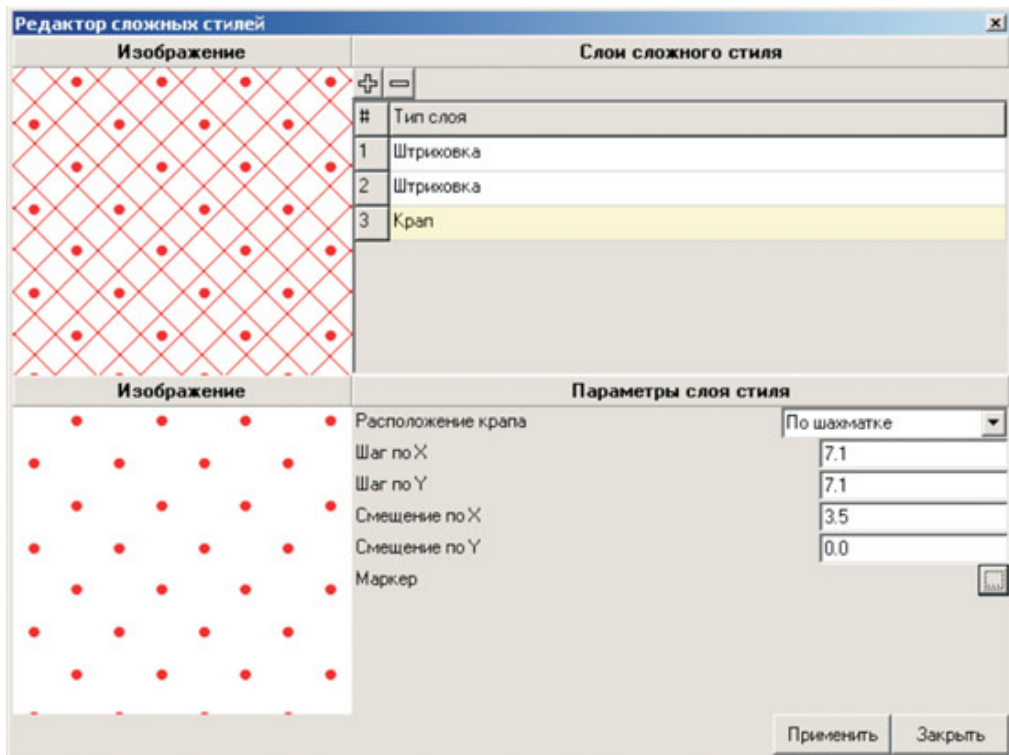 Редактор сложных стилей
Изображение
Слои сложного стиля
# Тип слоя
1 Штриховка
2 Штриховка
3 Крап
Изображение
Параметры слоя стиля
Расположение крапа По шахматке
Шаг по X 7.1
Шаг по Y 7.1
Смещение по X 3.5
Смещение по Y 0.0
Маркер
Применить Закрыть